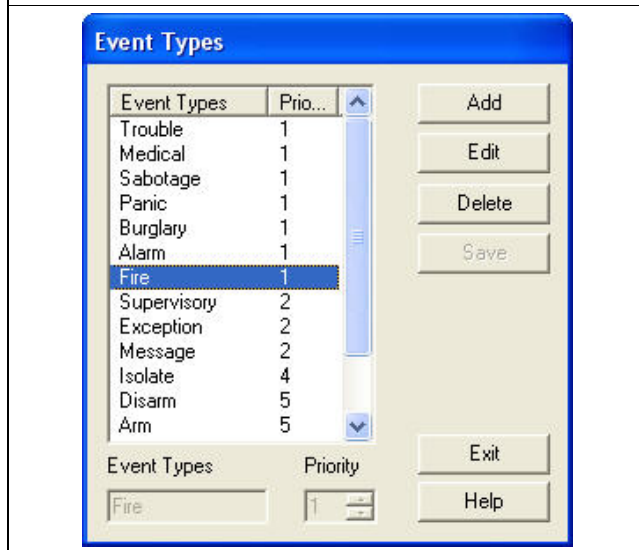 Event Types
Event Types Prio...
Trouble 1
Medical 1
Sabotage 1
Panic 1
Burglary 1
Alarm 1
Fire 1
Supervisory 2
Exception 2
Message 2
Isolate 4
Disarm 5
Arm 5
Add
Edit
Delete
Save
Event Types Priority
Fire 1
Exit
Help